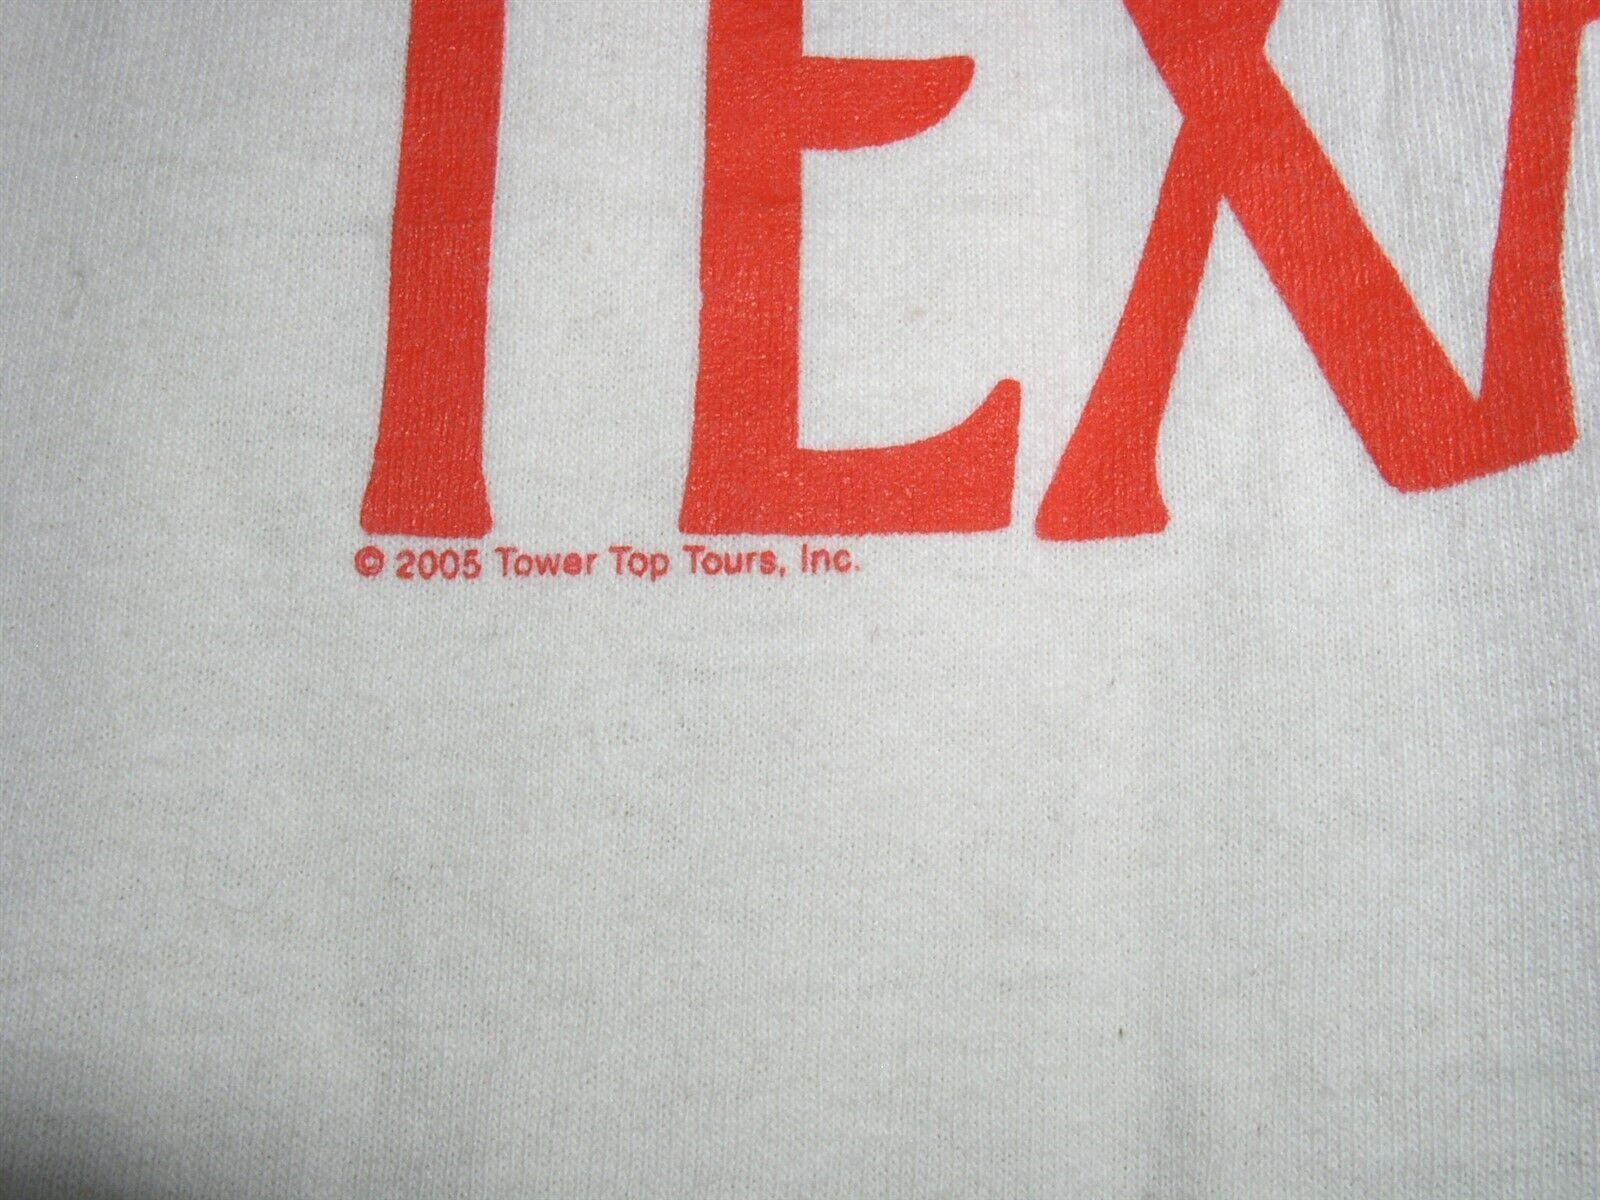 TEX
© 2005 Tower Top Tours, Inc.